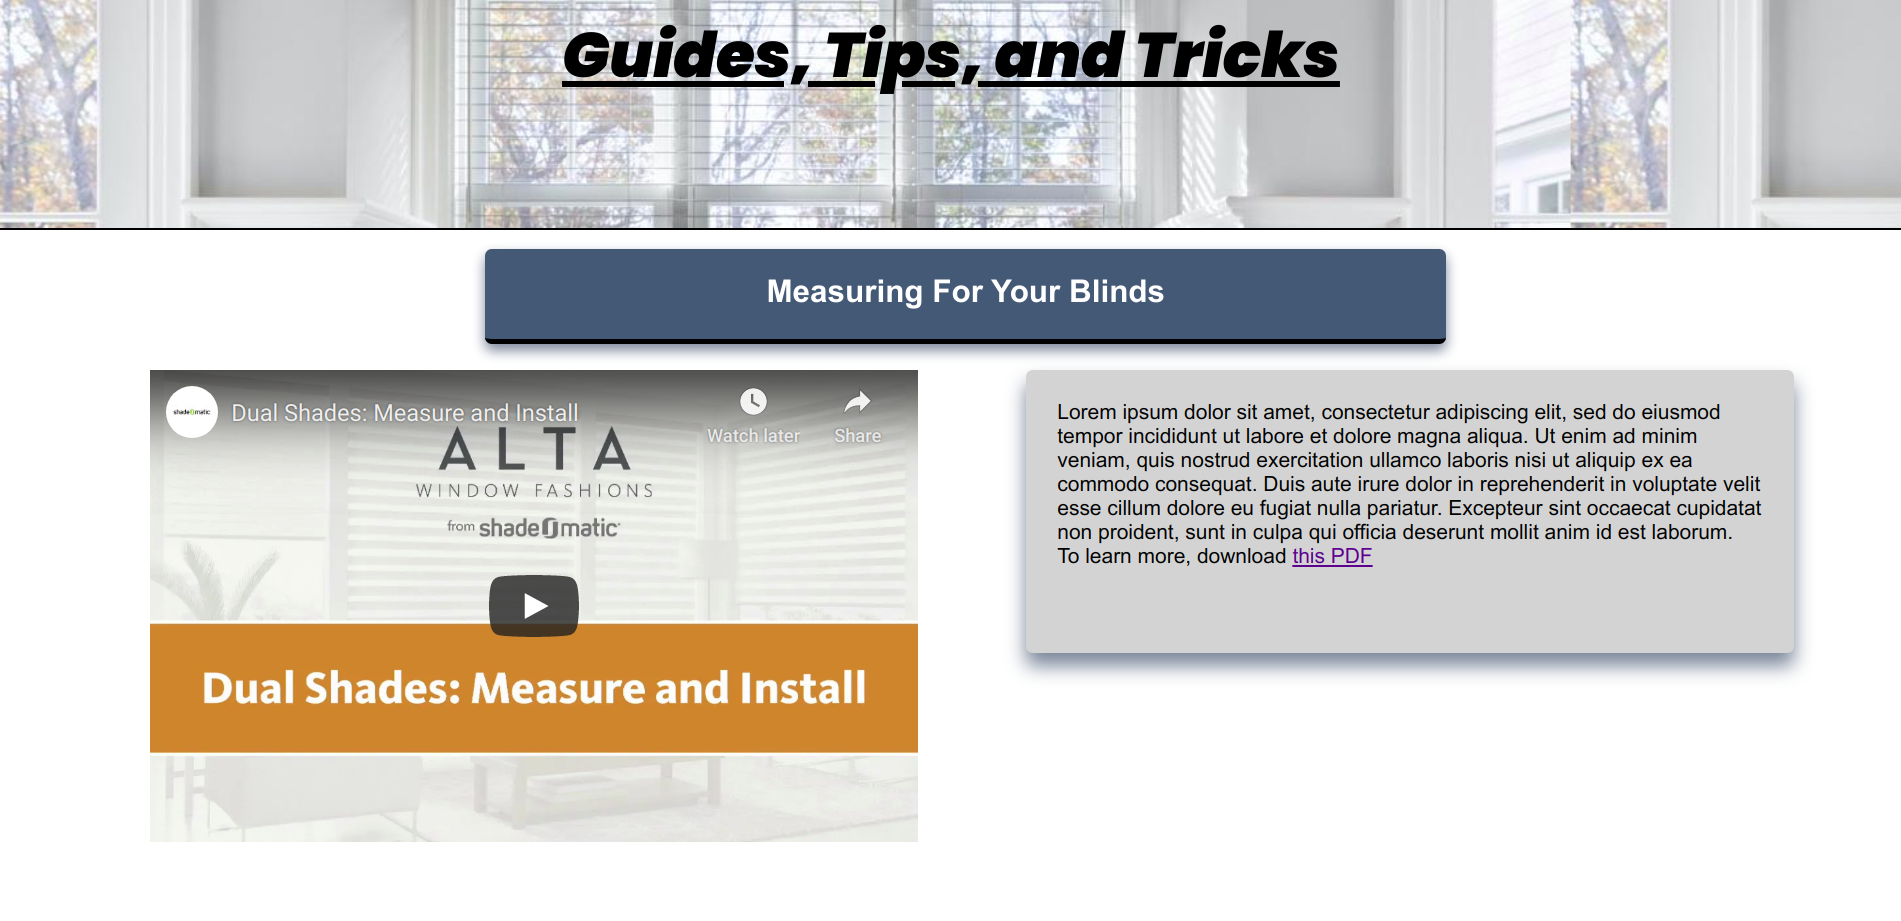 Guides, Tips, and Tricks
Measuring For Your Blinds
shade matic
Dual Shades: Measure and Install
Watch later
Share
ALTA
WINDOW FASHIONS
from shade matic
Dual Shades: Measure and Install
Lorem ipsum dolor sit amet, consectetur adipiscing elit, sed do eiusmod
tempor incididunt ut labore et dolore magna aliqua. Ut enim ad minim
veniam, quis nostrud exercitation ullamco laboris nisi ut aliquip ex ea
commodo consequat. Duis aute irure dolor in reprehenderit in voluptate velit
esse cillum dolore eu fugiat nulla pariatur. Excepteur sint occaecat cupidatat
non proident, sunt in culpa qui officia deserunt mollit anim id est laborum.
To learn more, download this PDF